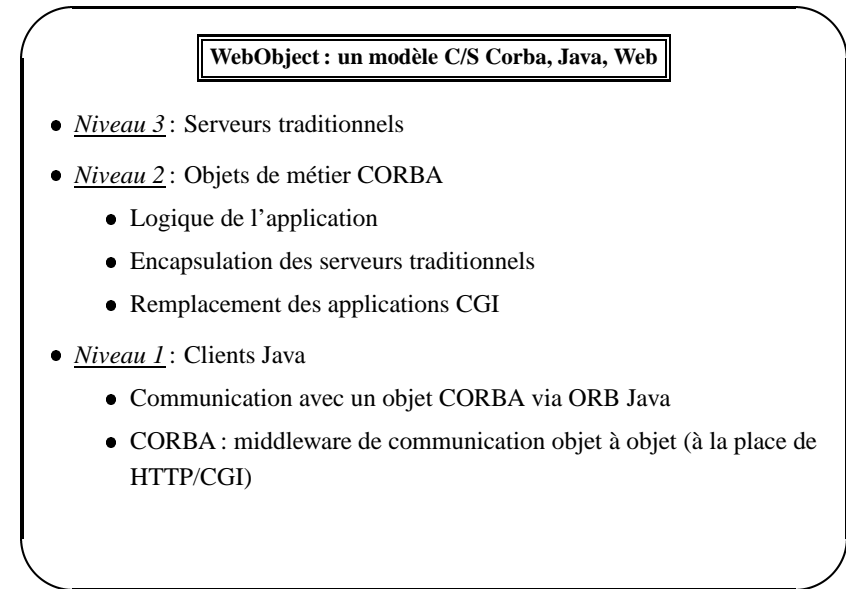 WebObject : un modèle C/S Corba, Java, Web
• Niveau 3 : Serveurs traditionnels
• Niveau 2 : Objets de métier CORBA
• Logique de l'application
• Encapsulation des serveurs traditionnels
• Remplacement des applications CGI
• Niveau 1 : Clients Java
• Communication avec un objet CORBA via ORB Java
• CORBA : middleware de communication objet à objet (à la place de
HTTP/CGI)